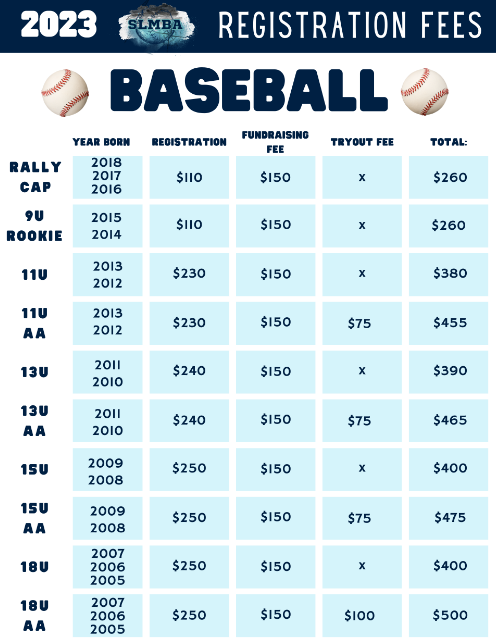 2023 SLMBA REGISTRATION FEES
BASEBALL
YEAR BORN REGISTRATION FUNDRAISING FEE TRYOUT FEE TOTAL:
RALLY CAP 2018 2017 2016 $110 $150 x $260
9U ROOKIE 2015 2014 $110 $150 x $260
11U 2013 2012 $230 $150 x $380
11U AA 2013 2012 $230 $150 $75 $455
13U 2011 2010 $240 $150 x $390
13U AA 2011 2010 $240 $150 $75 $465
15U 2009 2008 $250 $150 x $400
15U AA 2009 2008 $250 $150 $75 $475
18U 2007 2006 2005 $250 $150 x $400
18U AA 2007 2006 2005 $250 $150 $100 $500